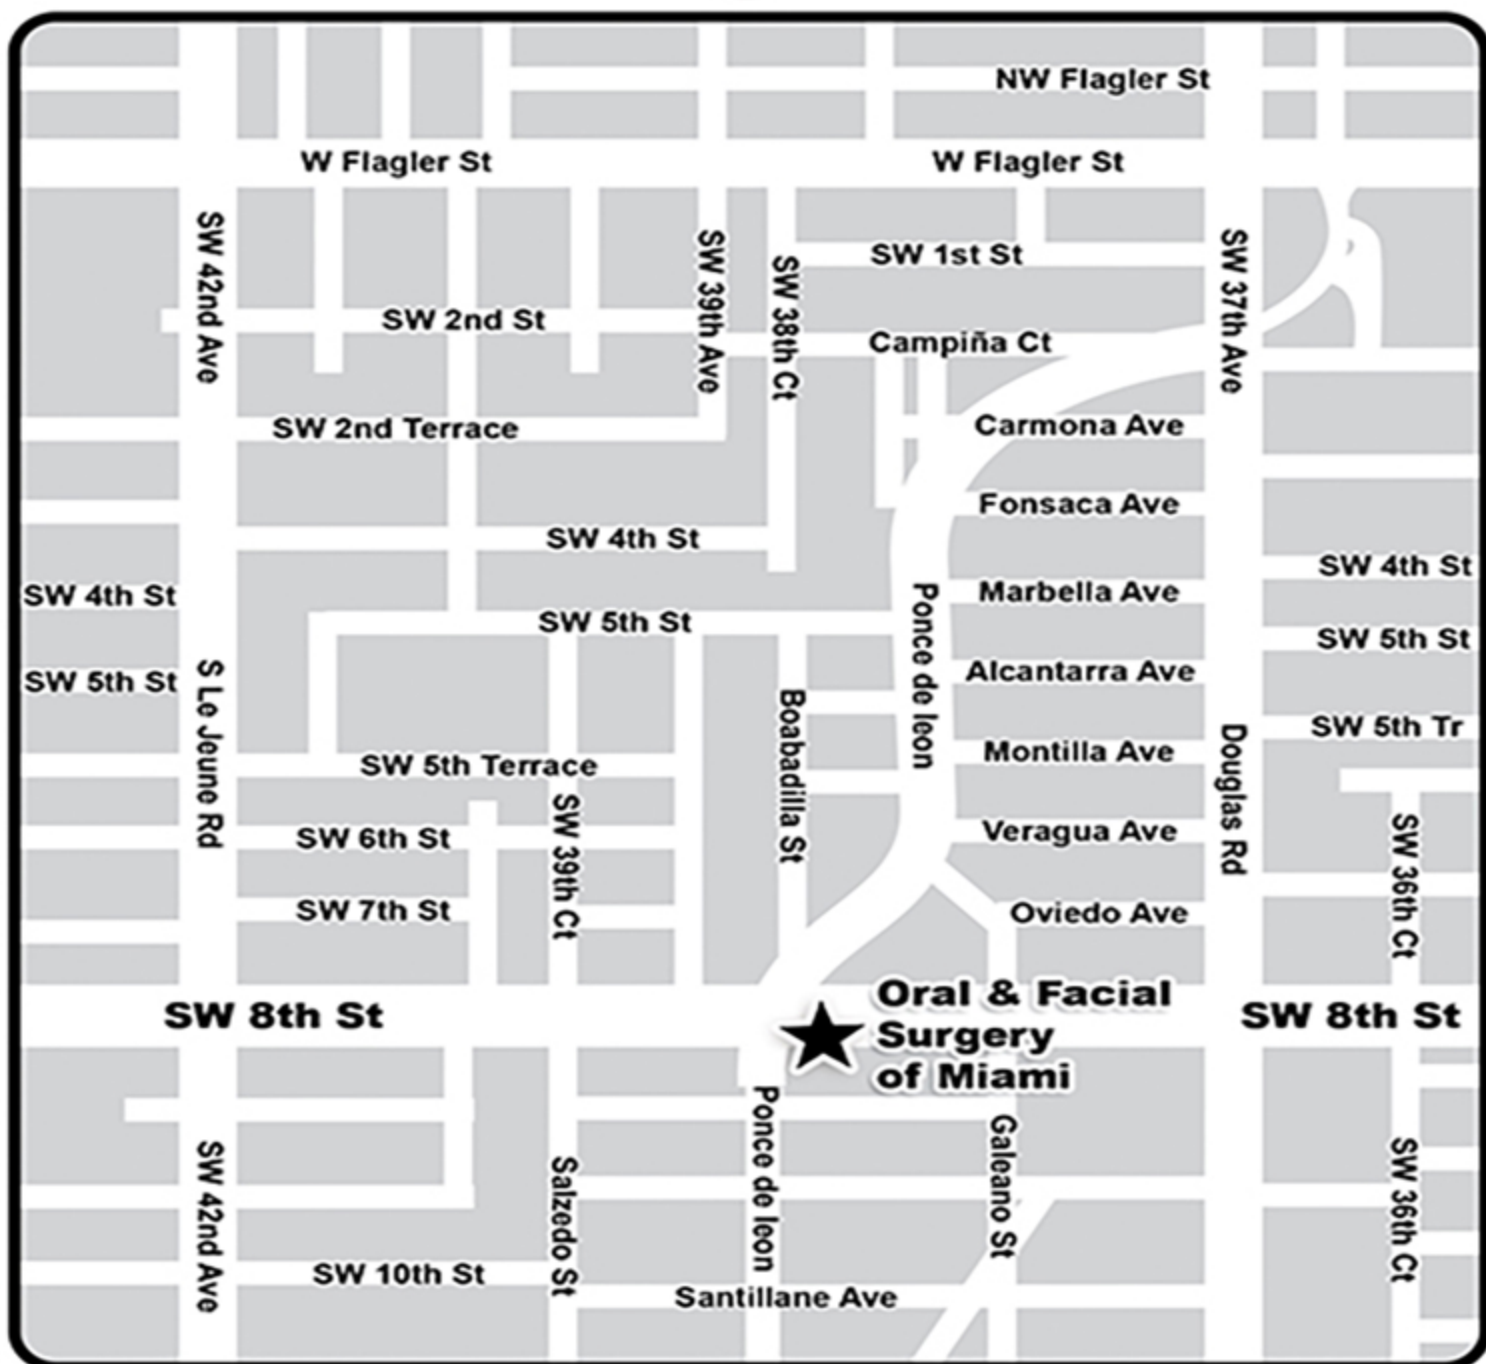 NW Flagler St
W Flagler St
W Flagler St
SW 42nd Ave
SW 39th Ave
SW 38th Ct
SW 1st St
SW 37th Ave
SW 2nd St
Campiña Ct
SW 2nd Terrace
Carmona Ave
Fonsaca Ave
SW 4th St
SW 4th St
SW 4th St
Marbella Ave
Ponce de leon
SW 5th St
SW 5th St
SW 5th St
S Le Jeune Rd
Boabadilla St
Alcantarra Ave
Douglas Rd
SW 5th Tr
Montilla Ave
SW 5th Terrace
SW 39th Ct
SW 36th Ct
SW 6th St
Veragua Ave
SW 7th St
Oviedo Ave
SW 8th St
Oral & Facial
Surgery
of Miami
SW 8th St
Ponce de leon
Galeano St
SW 42nd Ave
Salzedo St
SW 36th Ct
SW 10th St
Santillane Ave